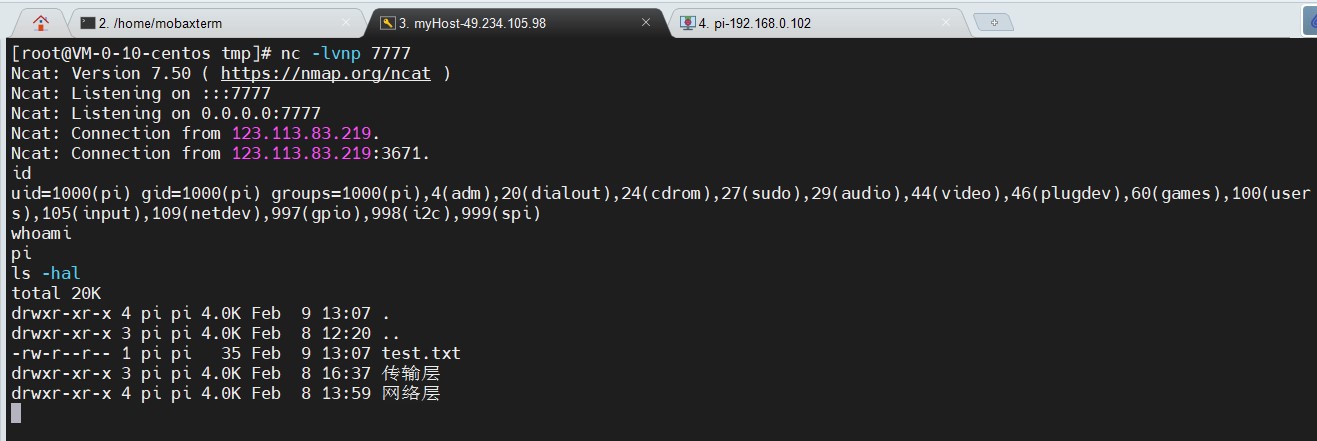 2. /home/mobaxterm
3. myHost-49.234.105.98
4. pi-192.168.0.102
[root@VM-0-10-centos tmp]# nc -lvnp 7777
Ncat: Version 7.50 ( https://nmap.org/ncat )
Ncat: Listening on :::7777
Ncat: Listening on 0.0.0.0:7777
Ncat: Connection from 123.113.83.219.
Ncat: Connection from 123.113.83.219:3671.
id
uid=1000(pi) gid=1000(pi) groups=1000(pi),4(adm),20(dialout),24(cdrom),27(sudo),29(audio),44(video),46(plugdev),60(games),100(user
s),105(input),109(netdev),997(gpio),998(i2c),999(spi)
whoami
pi
ls -hal
total 20K
drwxr-xr-x 4 pi pi 4.0K Feb  9 13:07 .
drwxr-xr-x 3 pi pi 4.0K Feb  8 12:20 ..
-rw-r--r-- 1 pi pi   35 Feb  9 13:07 test.txt
drwxr-xr-x 3 pi pi 4.0K Feb  8 16:37 传输层
drwxr-xr-x 4 pi pi 4.0K Feb  8 13:59 网络层